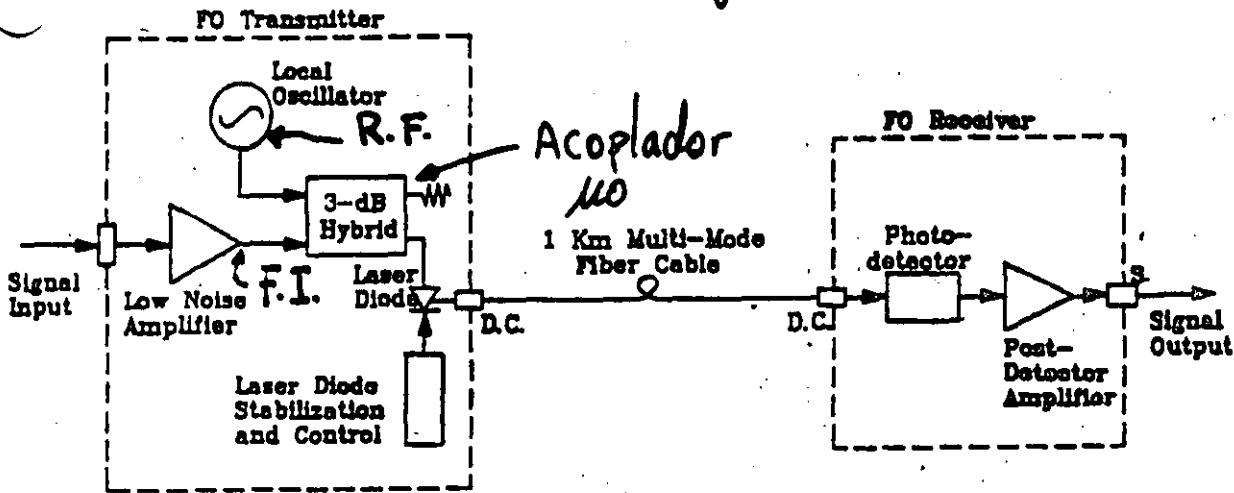 FO Transmitter
Local
Oscillator
R.F.
Acoplador
μo
FO Receiver
3-dB
Hybrid
1 Km Multi-Mode
Fiber Cable
Photo-
detector
Signal
Input
Low Noise
Amplifier
F.I.
Laser
Diode
D.C.
D.C.
S.
Signal
Output
Post-
Detector
Amplifier
Laser Diode
Stabilization
and Control